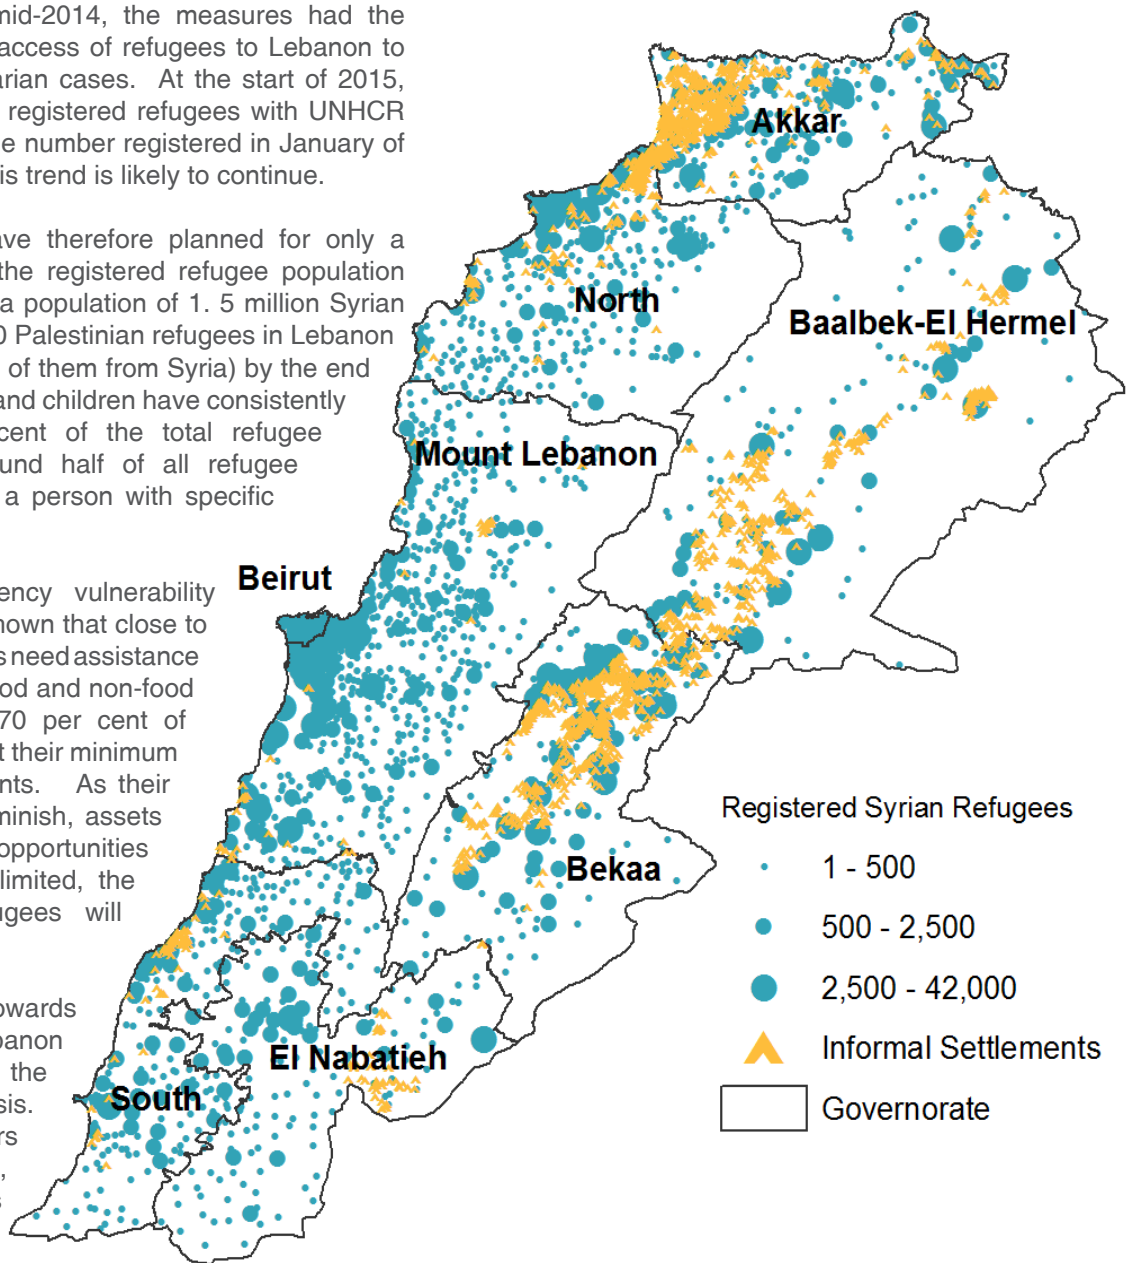 mid-2014, the measures had the
access of refugees to Lebanon to
arian cases. At the start of 2015,
registered refugees with UNHCR
e number registered in January of
is trend is likely to continue.
ave therefore planned for only a
the registered refugee population
a population of 1. 5 million Syrian
0 Palestinian refugees in Lebanon
of them from Syria) by the end
and children have consistently
cent of the total refugee
und half of all refugee
a person with specific
ency vulnerability
hown that close to
s need assistance
od and non-food
70 per cent of
t their minimum
nts. As their
minish, assets
opportunities
limited, the
ugees will
owards
banon
the
sis.
rs
,
s
Akkar
North
Baalbek-El Hermel
Mount Lebanon
Beirut
Bekaa
El Nabatieh
South
Registered Syrian Refugees
1 - 500
500 - 2,500
2,500 - 42,000
Informal Settlements
Governorate